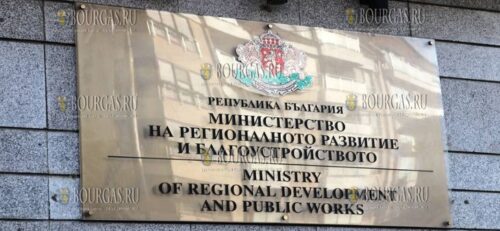 РЕПУБЛИКА БЪЛГАРИЯ
МИНИСТЕРСТВО
НА РЕГИОНАЛНОТО РАЗВИТИЕ
И БЛАГОУСТРОЙСТВОТО
MINISTRY
OF REGIONAL DEVELOPMENT
AND PUBLIC WORKS
BOURGAS.RU